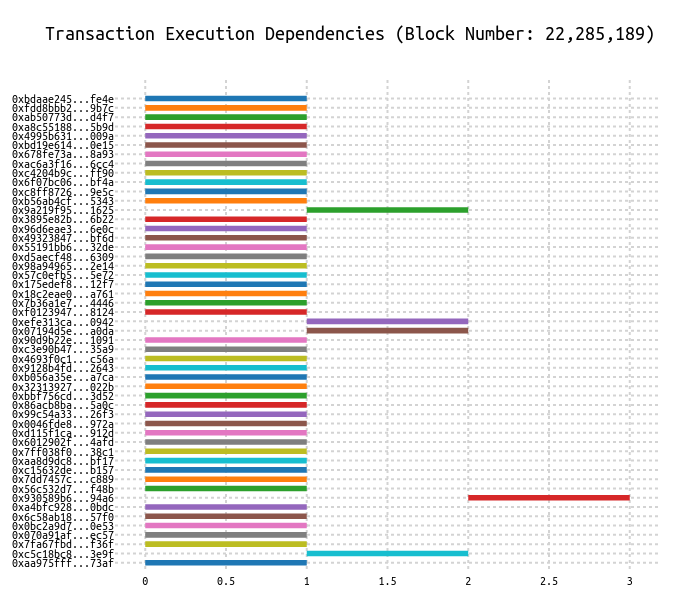 Transaction Execution Dependencies (Block Number: 22,285,189)
0xbdaae245...fe4e
0xfdd8bbb2...9b7c
0xab50773d...d4f7
0xa8c55188...5b9d
0x4995b631...009a
0xbd19e614...0e15
0x678fe73a...8a93
0xac6a3f16...6cc4
0xc4204b9c...ff90
0x6f07bc06...bf4a
0xc8ff8726...9e5c
0xb56ab4cf...5343
0x9a219f95...1625
0x3895e82b...6b22
0x96d6eae3...6e0c
0x49323847...bf6d
0x55191bb6...32de
0xd5aecf48...6309
0x98a94965...2e14
0x57c0efb5...5e72
0x175edef8...12f7
0x18c2eae0...a761
0x7b36a1e7...4446
0xf0123947...8124
0xefe313ca...0942
0x07194d5e...a0da
0x90d9b22e...1091
0xc3e90b47...35a9
0x4693f0c1...c56a
0x9128b4fd...2643
0xb056a35e...a7ca
0x32313927...022b
0xbbf756cd...3d52
0x86acb8ba...5a0c
0x99c54a33...26f3
0x0046fde8...972a
0xd115f1ca...912d
0x6012902f...4afd
0x7ff038f0...38c1
0xaa8d9dc8...bf17
0xc15632de...b157
0x7dd7457c...c889
0x56c532d7...f48b
0x930589b6...94a6
0xa4bfc928...0bdc
0x6c58ab18...57f0
0x0bc2a9d7...0e53
0x070a91af...ec57
0x7fa67fbd...f36f
0xc5c18bc8...3e9f
0xaa975fff...73af
0 0.5 1 1.5 2 2.5 3